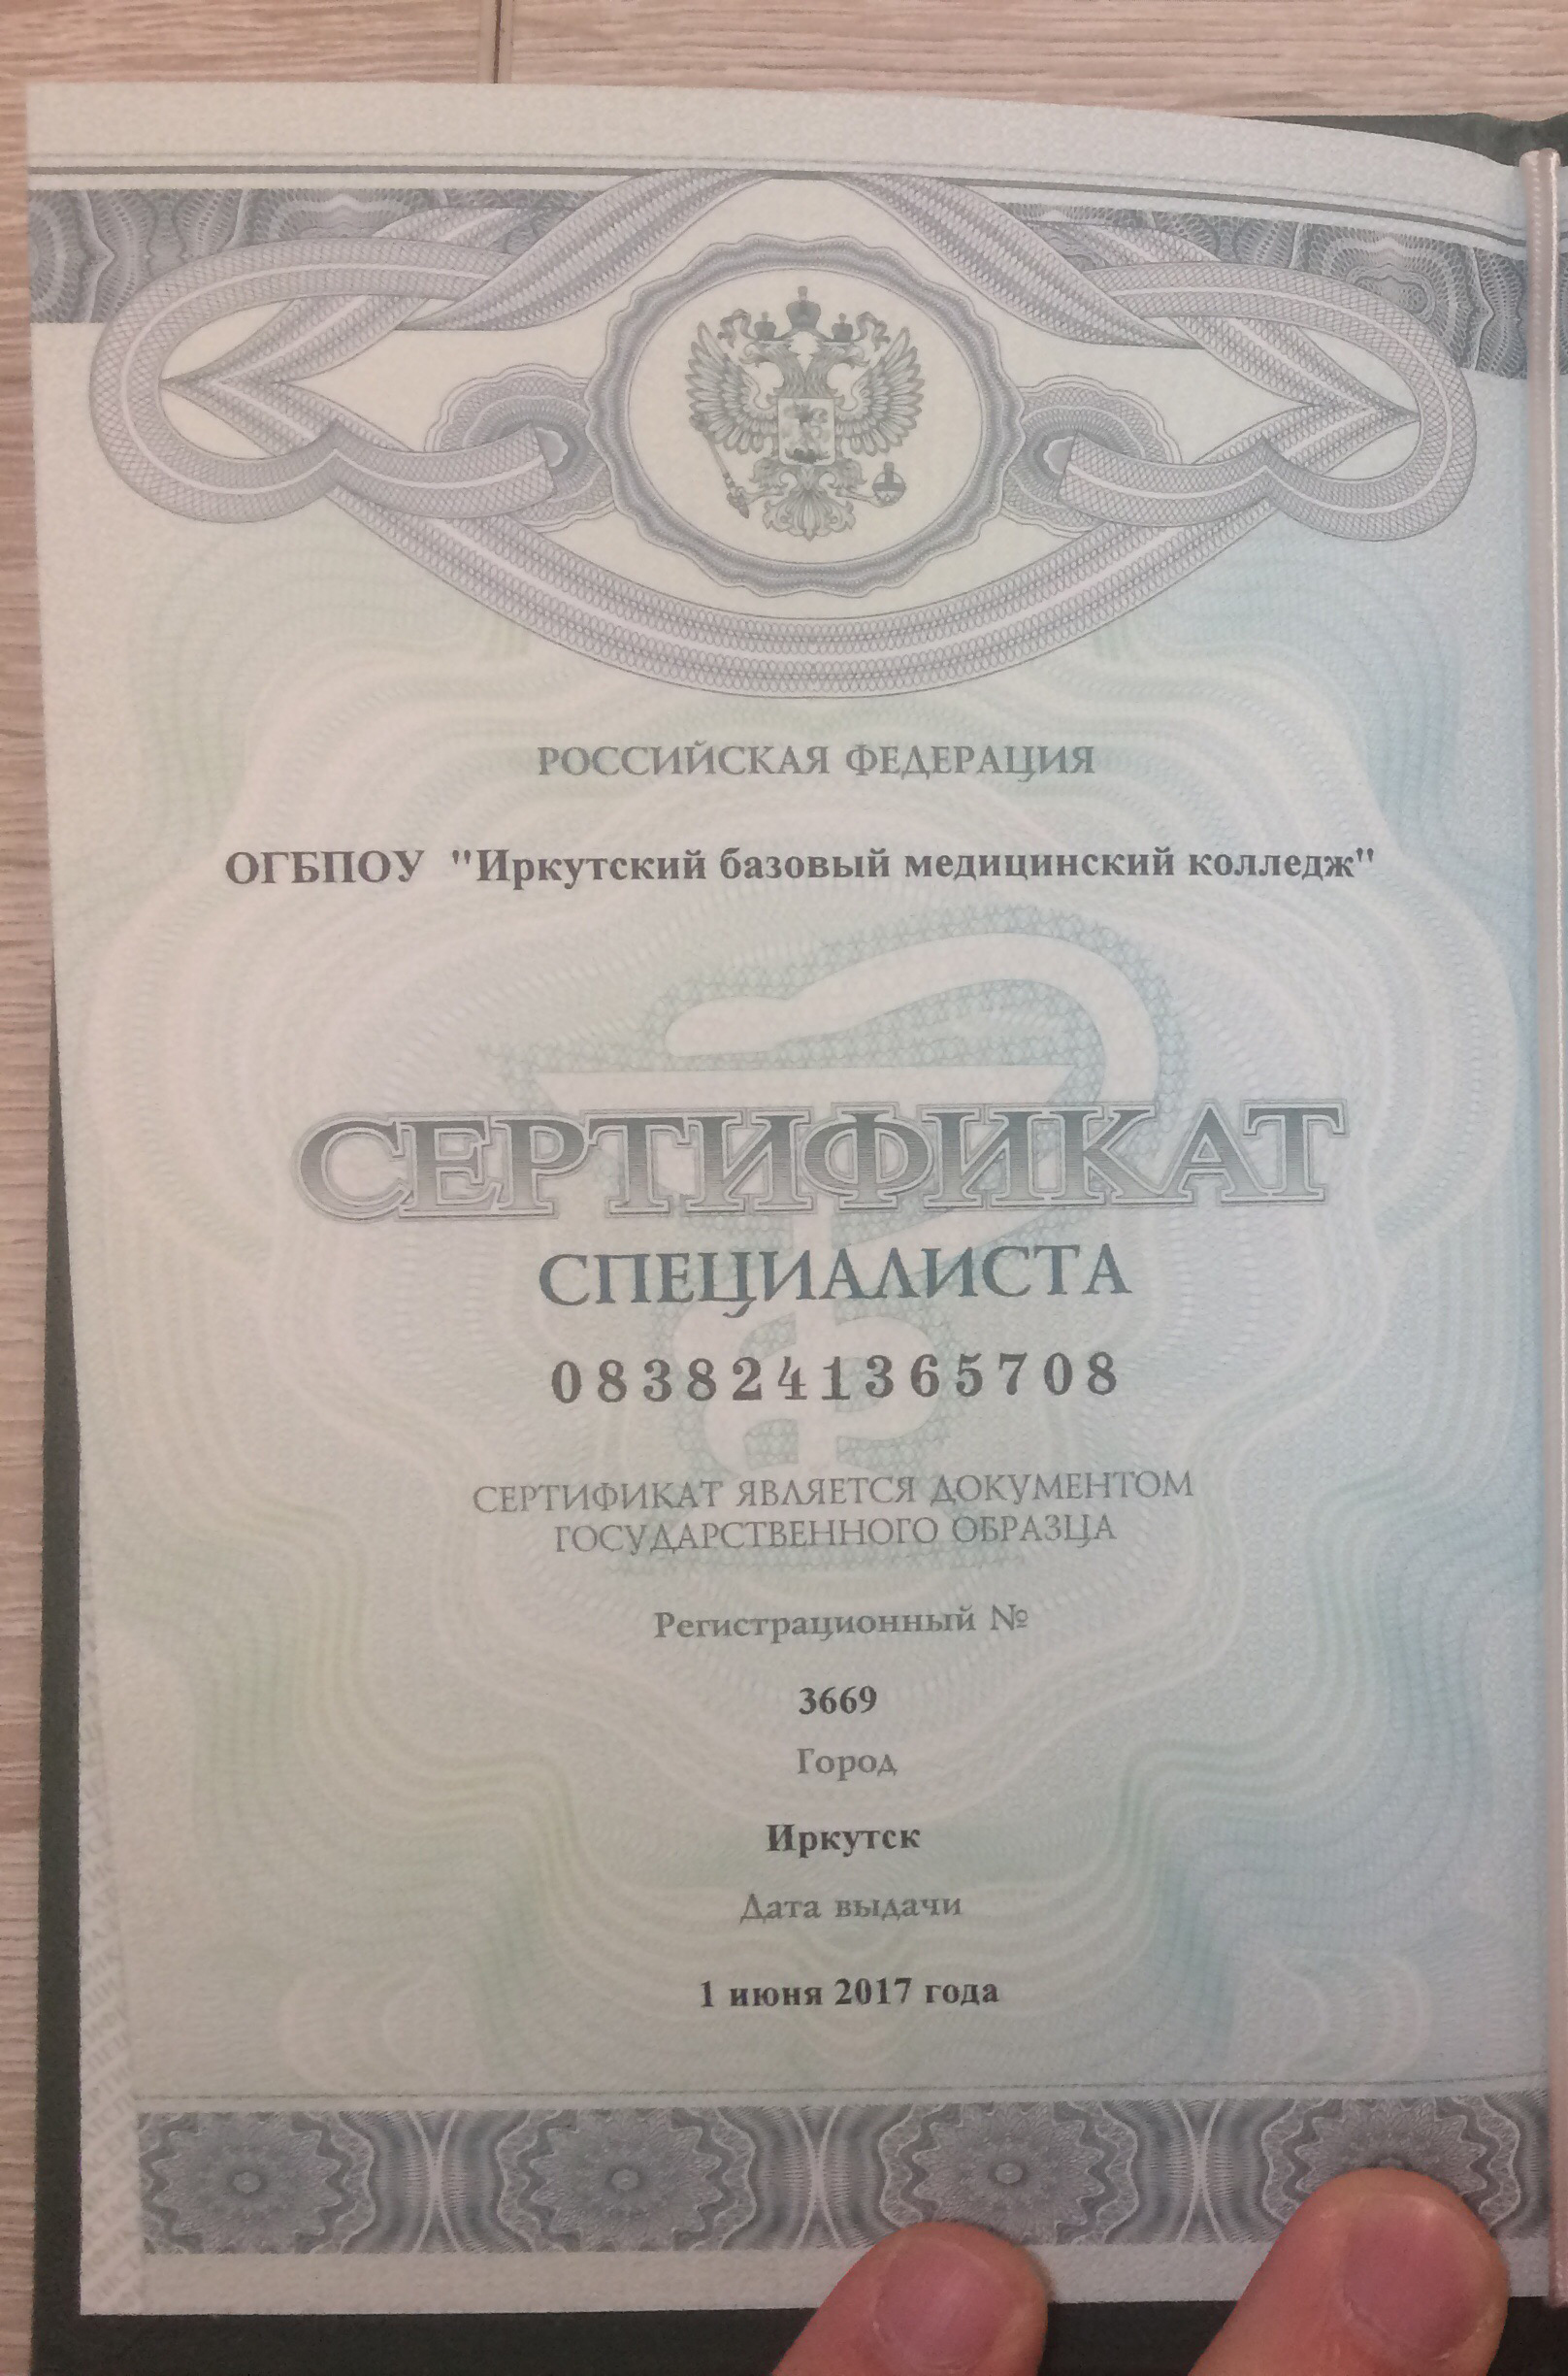 РОССИЙСКАЯ ФЕДЕРАЦИЯ
ОГБПОУ "Иркутский базовый медицинский колледж"
СЕРТИФИКАТ
СПЕЦИАЛИСТА
0838241365708
СЕРТИФИКАТ ЯВЛЯЕТСЯ ДОКУМЕНТОМ
ГОСУДАРСТВЕННОГО ОБРАЗЦА
Регистрационный №
3669
Город
Иркутск
Дата выдачи
1 июня 2017 года